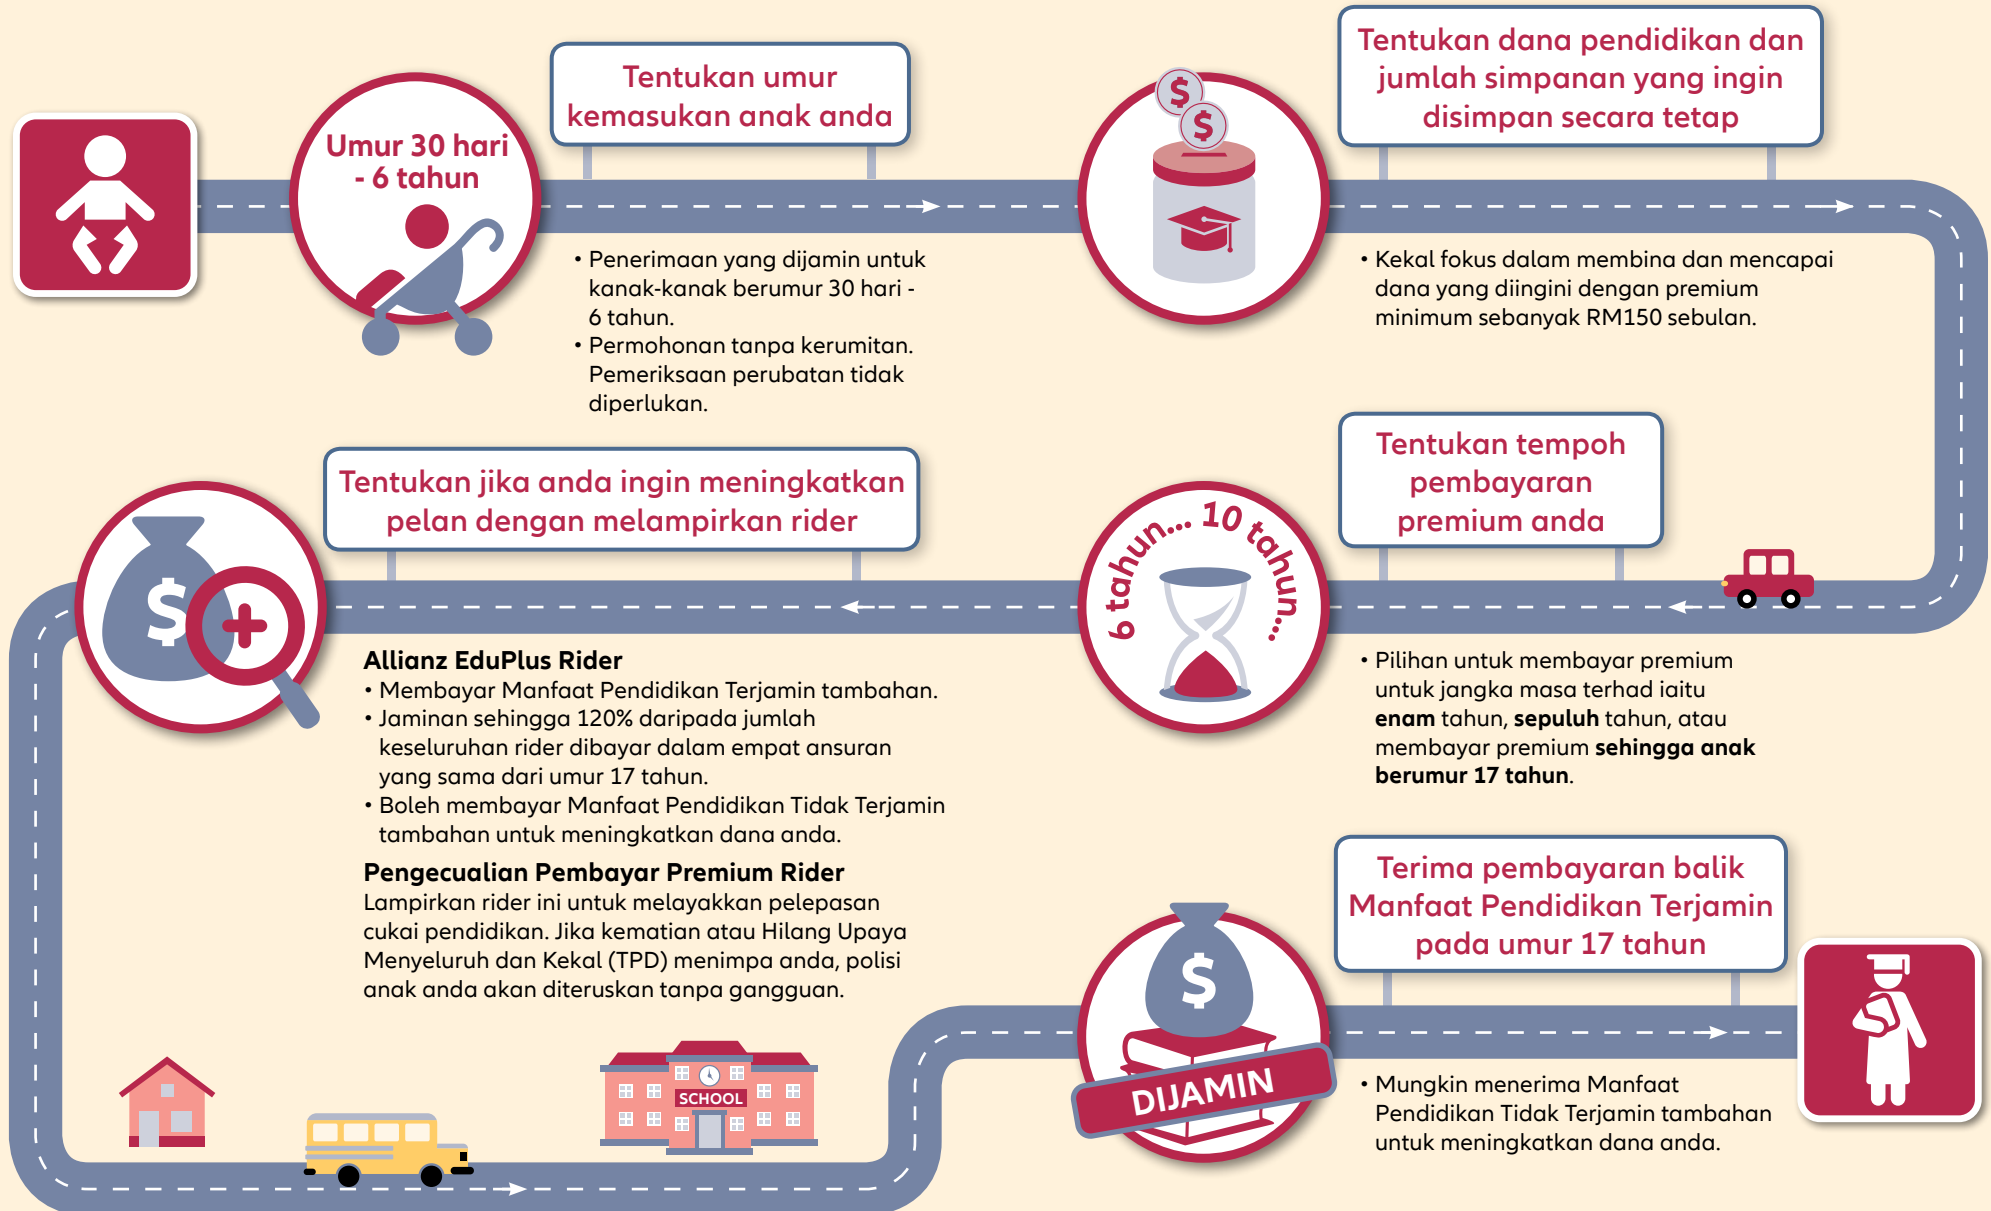 Umur 30 hari
- 6 tahun
Tentukan umur
kemasukan anak anda
• Penerimaan yang dijamin untuk
kanak-kanak berumur 30 hari -
6 tahun.
• Permohonan tanpa kerumitan.
Pemeriksaan perubatan tidak
diperlukan.
$
$
Tentukan dana pendidikan dan
jumlah simpanan yang ingin
disimpan secara tetap
• Kekal fokus dalam membina dan mencapai
dana yang diingini dengan premium
minimum sebanyak RM150 sebulan.
6 tahun... 10 tahun...
Tentukan tempoh
pembayaran
premium anda
• Pilihan untuk membayar premium
untuk jangka masa terhad iaitu
enam tahun, sepuluh tahun, atau
membayar premium sehingga anak
berumur 17 tahun.
$
+
Tentukan jika anda ingin meningkatkan
pelan dengan melampirkan rider
Allianz EduPlus Rider
• Membayar Manfaat Pendidikan Terjamin tambahan.
• Jaminan sehingga 120% daripada jumlah
keseluruhan rider dibayar dalam empat ansuran
yang sama dari umur 17 tahun.
• Boleh membayar Manfaat Pendidikan Tidak Terjamin
tambahan untuk meningkatkan dana anda.
Pengecualian Pembayar Premium Rider
Lampirkan rider ini untuk melayakkan pelepasan
cukai pendidikan. Jika kematian atau Hilang Upaya
Menyeluruh dan Kekal (TPD) menimpa anda, polisi
anak anda akan diteruskan tanpa gangguan.
SCHOOL
$
DIJAMIN
Terima pembayaran balik
Manfaat Pendidikan Terjamin
pada umur 17 tahun
• Mungkin menerima Manfaat
Pendidikan Tidak Terjamin tambahan
untuk meningkatkan dana anda.